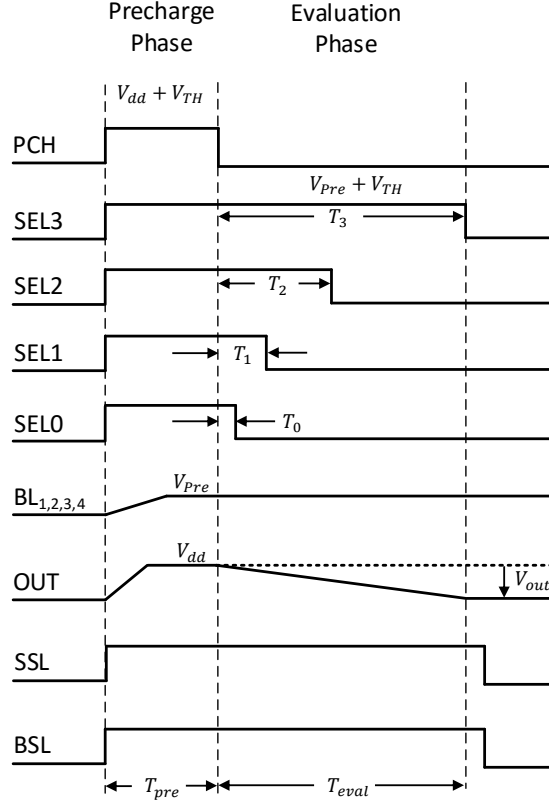 Precharge Phase
Evaluation Phase
V_dd + V_TH
PCH
V_Pre + V_TH
SEL3
T_3
SEL2
T_2
SEL1
T_1
SEL0
T_0
BL_1,2,3,4
V_Pre
OUT
V_dd
V_out
SSL
BSL
T_pre
T_eval